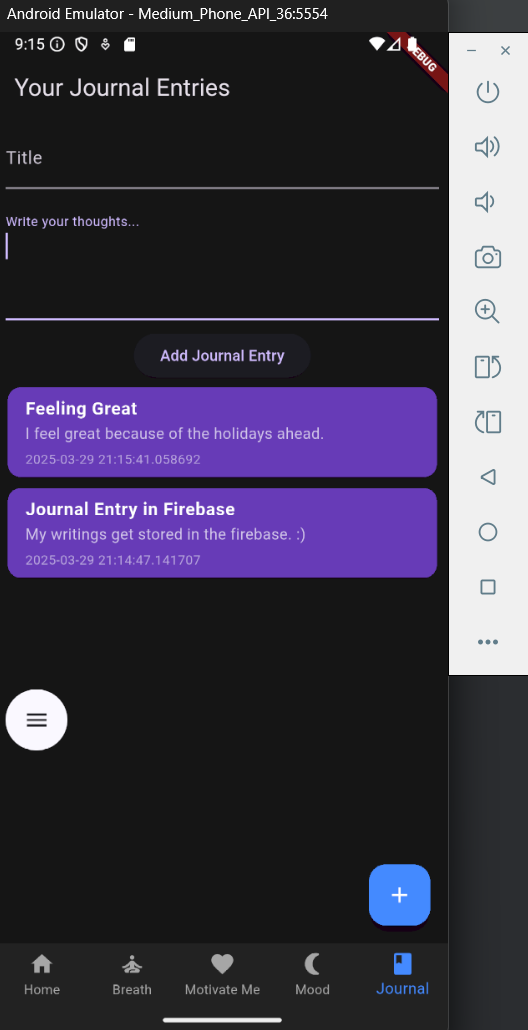 Android Emulator - Medium_Phone_API_36:5554
9:15
DEBUG
Your Journal Entries
Title
Write your thoughts...
Add Journal Entry
Feeling Great
I feel great because of the holidays ahead.
2025-03-29 21:15:41.058692
Journal Entry in Firebase
My writings get stored in the firebase. :)
2025-03-29 21:14:47.141707
Home
Breath
Motivate Me
Mood
Journal